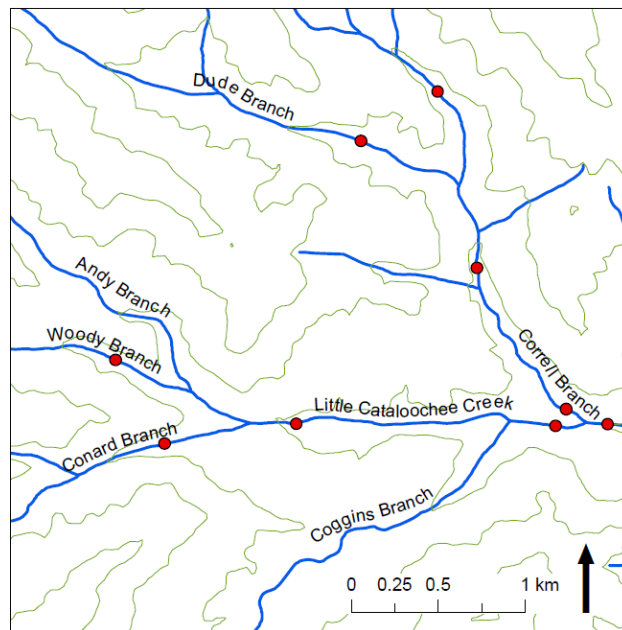 Dude Branch
Andy Branch
Woody Branch
Correll Branch
Little Cataloochee Creek
Conard Branch
Coggins Branch
0 0.25 0.5 1 km